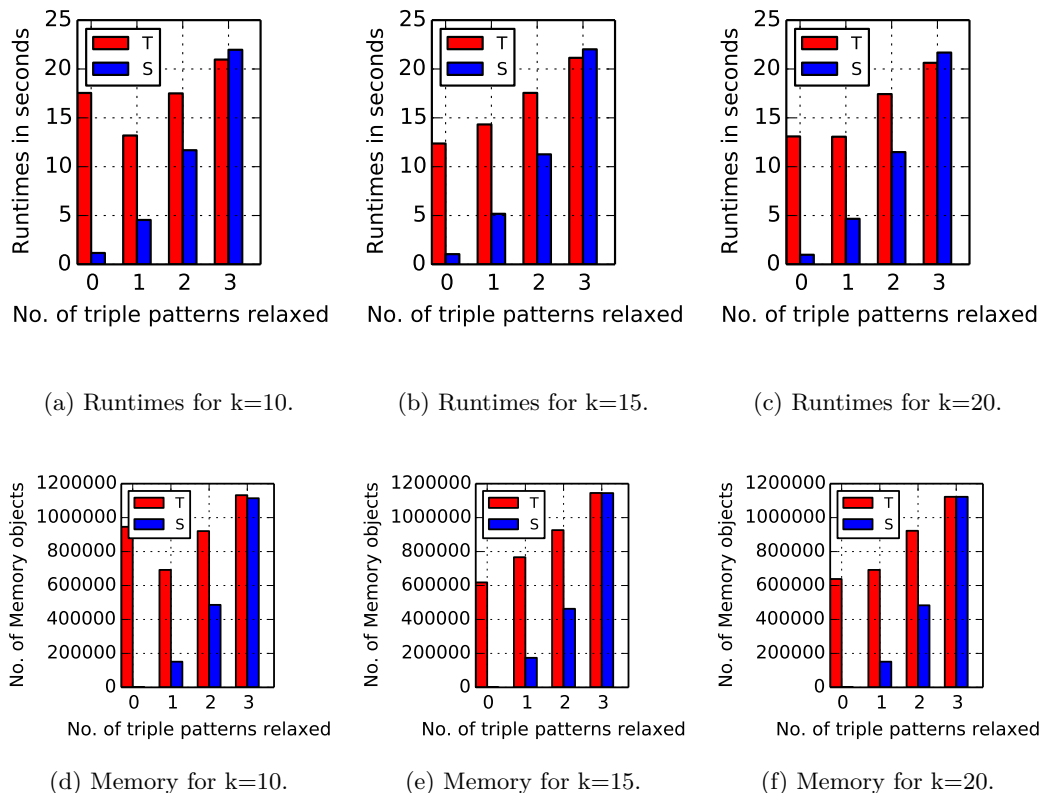 25
20
15
10
5
0
Runtimes in seconds
T
S
0 1 2 3
No. of triple patterns relaxed
(a) Runtimes for k=10.
25
20
15
10
5
0
Runtimes in seconds
T
S
0 1 2 3
No. of triple patterns relaxed
(b) Runtimes for k=15.
25
20
15
10
5
0
Runtimes in seconds
T
S
0 1 2 3
No. of triple patterns relaxed
(c) Runtimes for k=20.
1200000
1000000
800000
600000
400000
200000
0
No. of Memory objects
T
S
0 1 2 3
No. of triple patterns relaxed
(d) Memory for k=10.
1200000
1000000
800000
600000
400000
200000
0
No. of Memory objects
T
S
0 1 2 3
No. of triple patterns relaxed
(e) Memory for k=15.
1200000
1000000
800000
600000
400000
200000
0
No. of Memory objects
T
S
0 1 2 3
No. of triple patterns relaxed
(f) Memory for k=20.